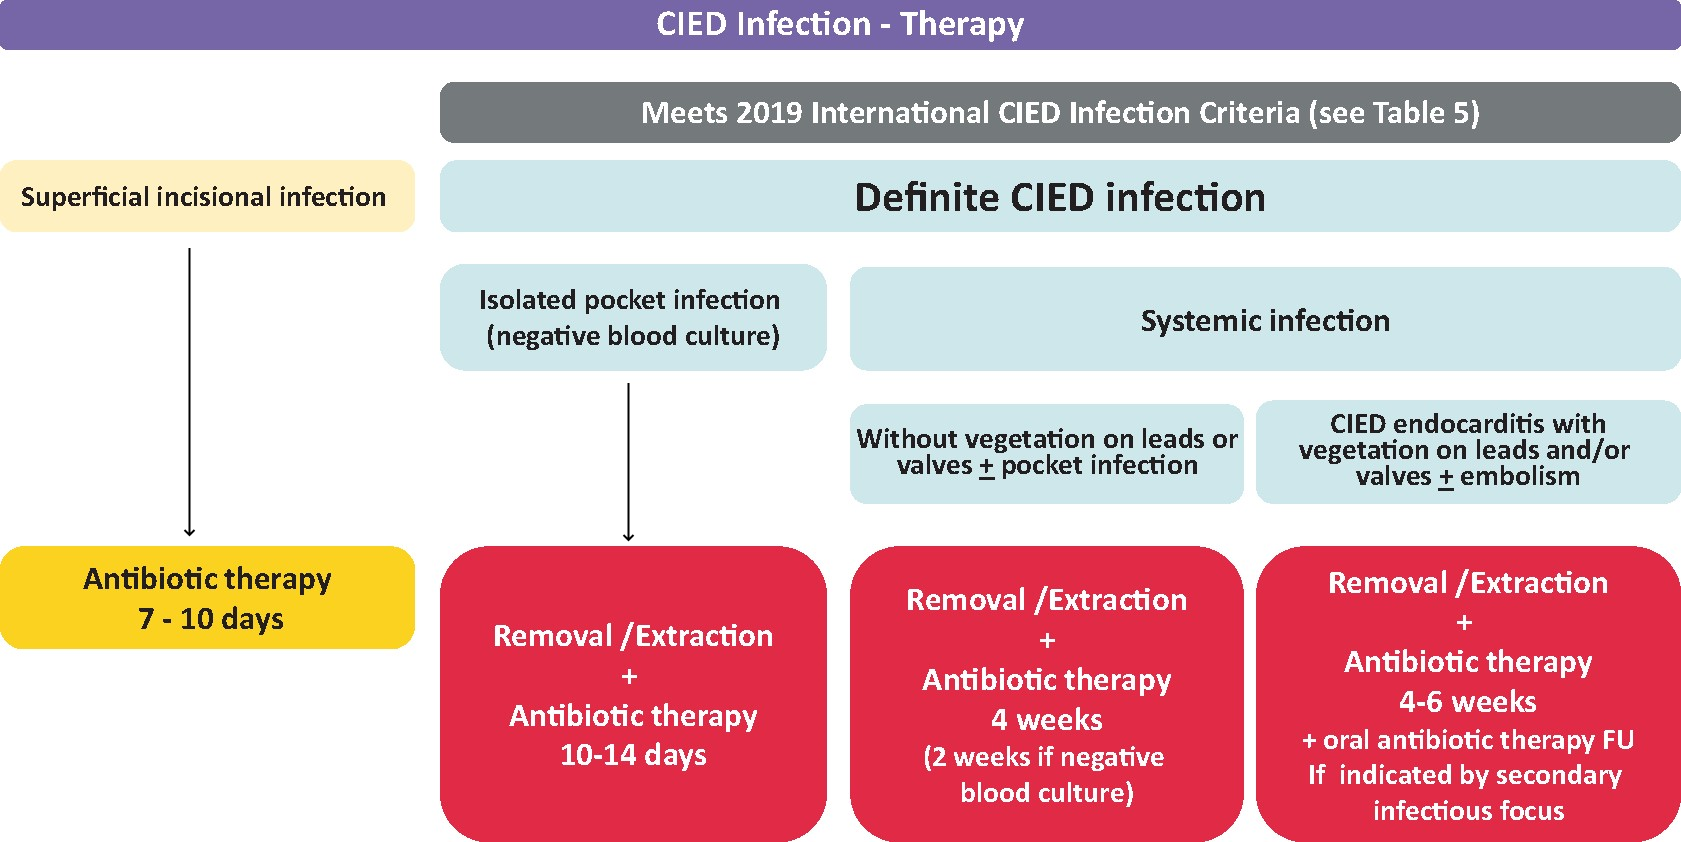 CIED Infection - Therapy
Meets 2019 International CIED Infection Criteria (see Table 5)
Superficial incisional infection
Definite CIED infection
Isolated pocket infection
(negative blood culture)
Systemic infection
Without vegetation on leads or
valves ± pocket infection
CIED endocarditis with
vegetation on leads and/or
valves ± embolism
Antibiotic therapy
7 - 10 days
Removal /Extraction
+
Antibiotic therapy
10-14 days
Removal /Extraction
+
Antibiotic therapy
4 weeks
(2 weeks if negative
blood culture)
Removal /Extraction
+
Antibiotic therapy
4-6 weeks
+ oral antibiotic therapy FU
If indicated by secondary
infectious focus